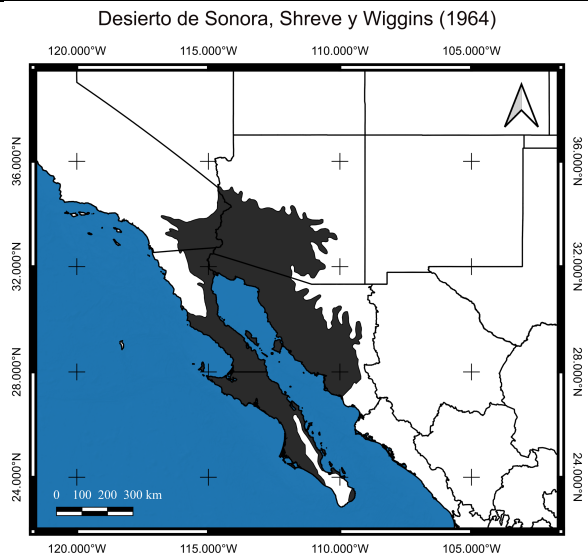 Desierto de Sonora, Shreve y Wiggins (1964)
120.000°W 115.000°W 110.000°W 105.000°W
36.000°N 36.000°N
32.000°N 32.000°N
28.000°N 28.000°N
24.000°N 24.000°N
0 100 200 300 km
120.000°W 115.000°W 110.000°W 105.000°W